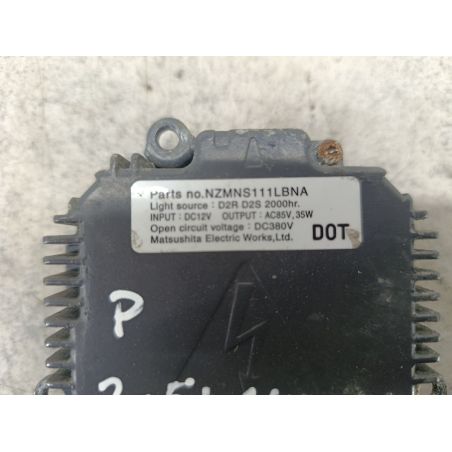 Parts no.NZMNS111LBNA
Light source : D2R D2S 2000hr.
INPUT : DC12V OUTPUT : AC85V,35W
Open circuit voltage : DC380V
Matsushita Electric Works,Ltd. DOT
P